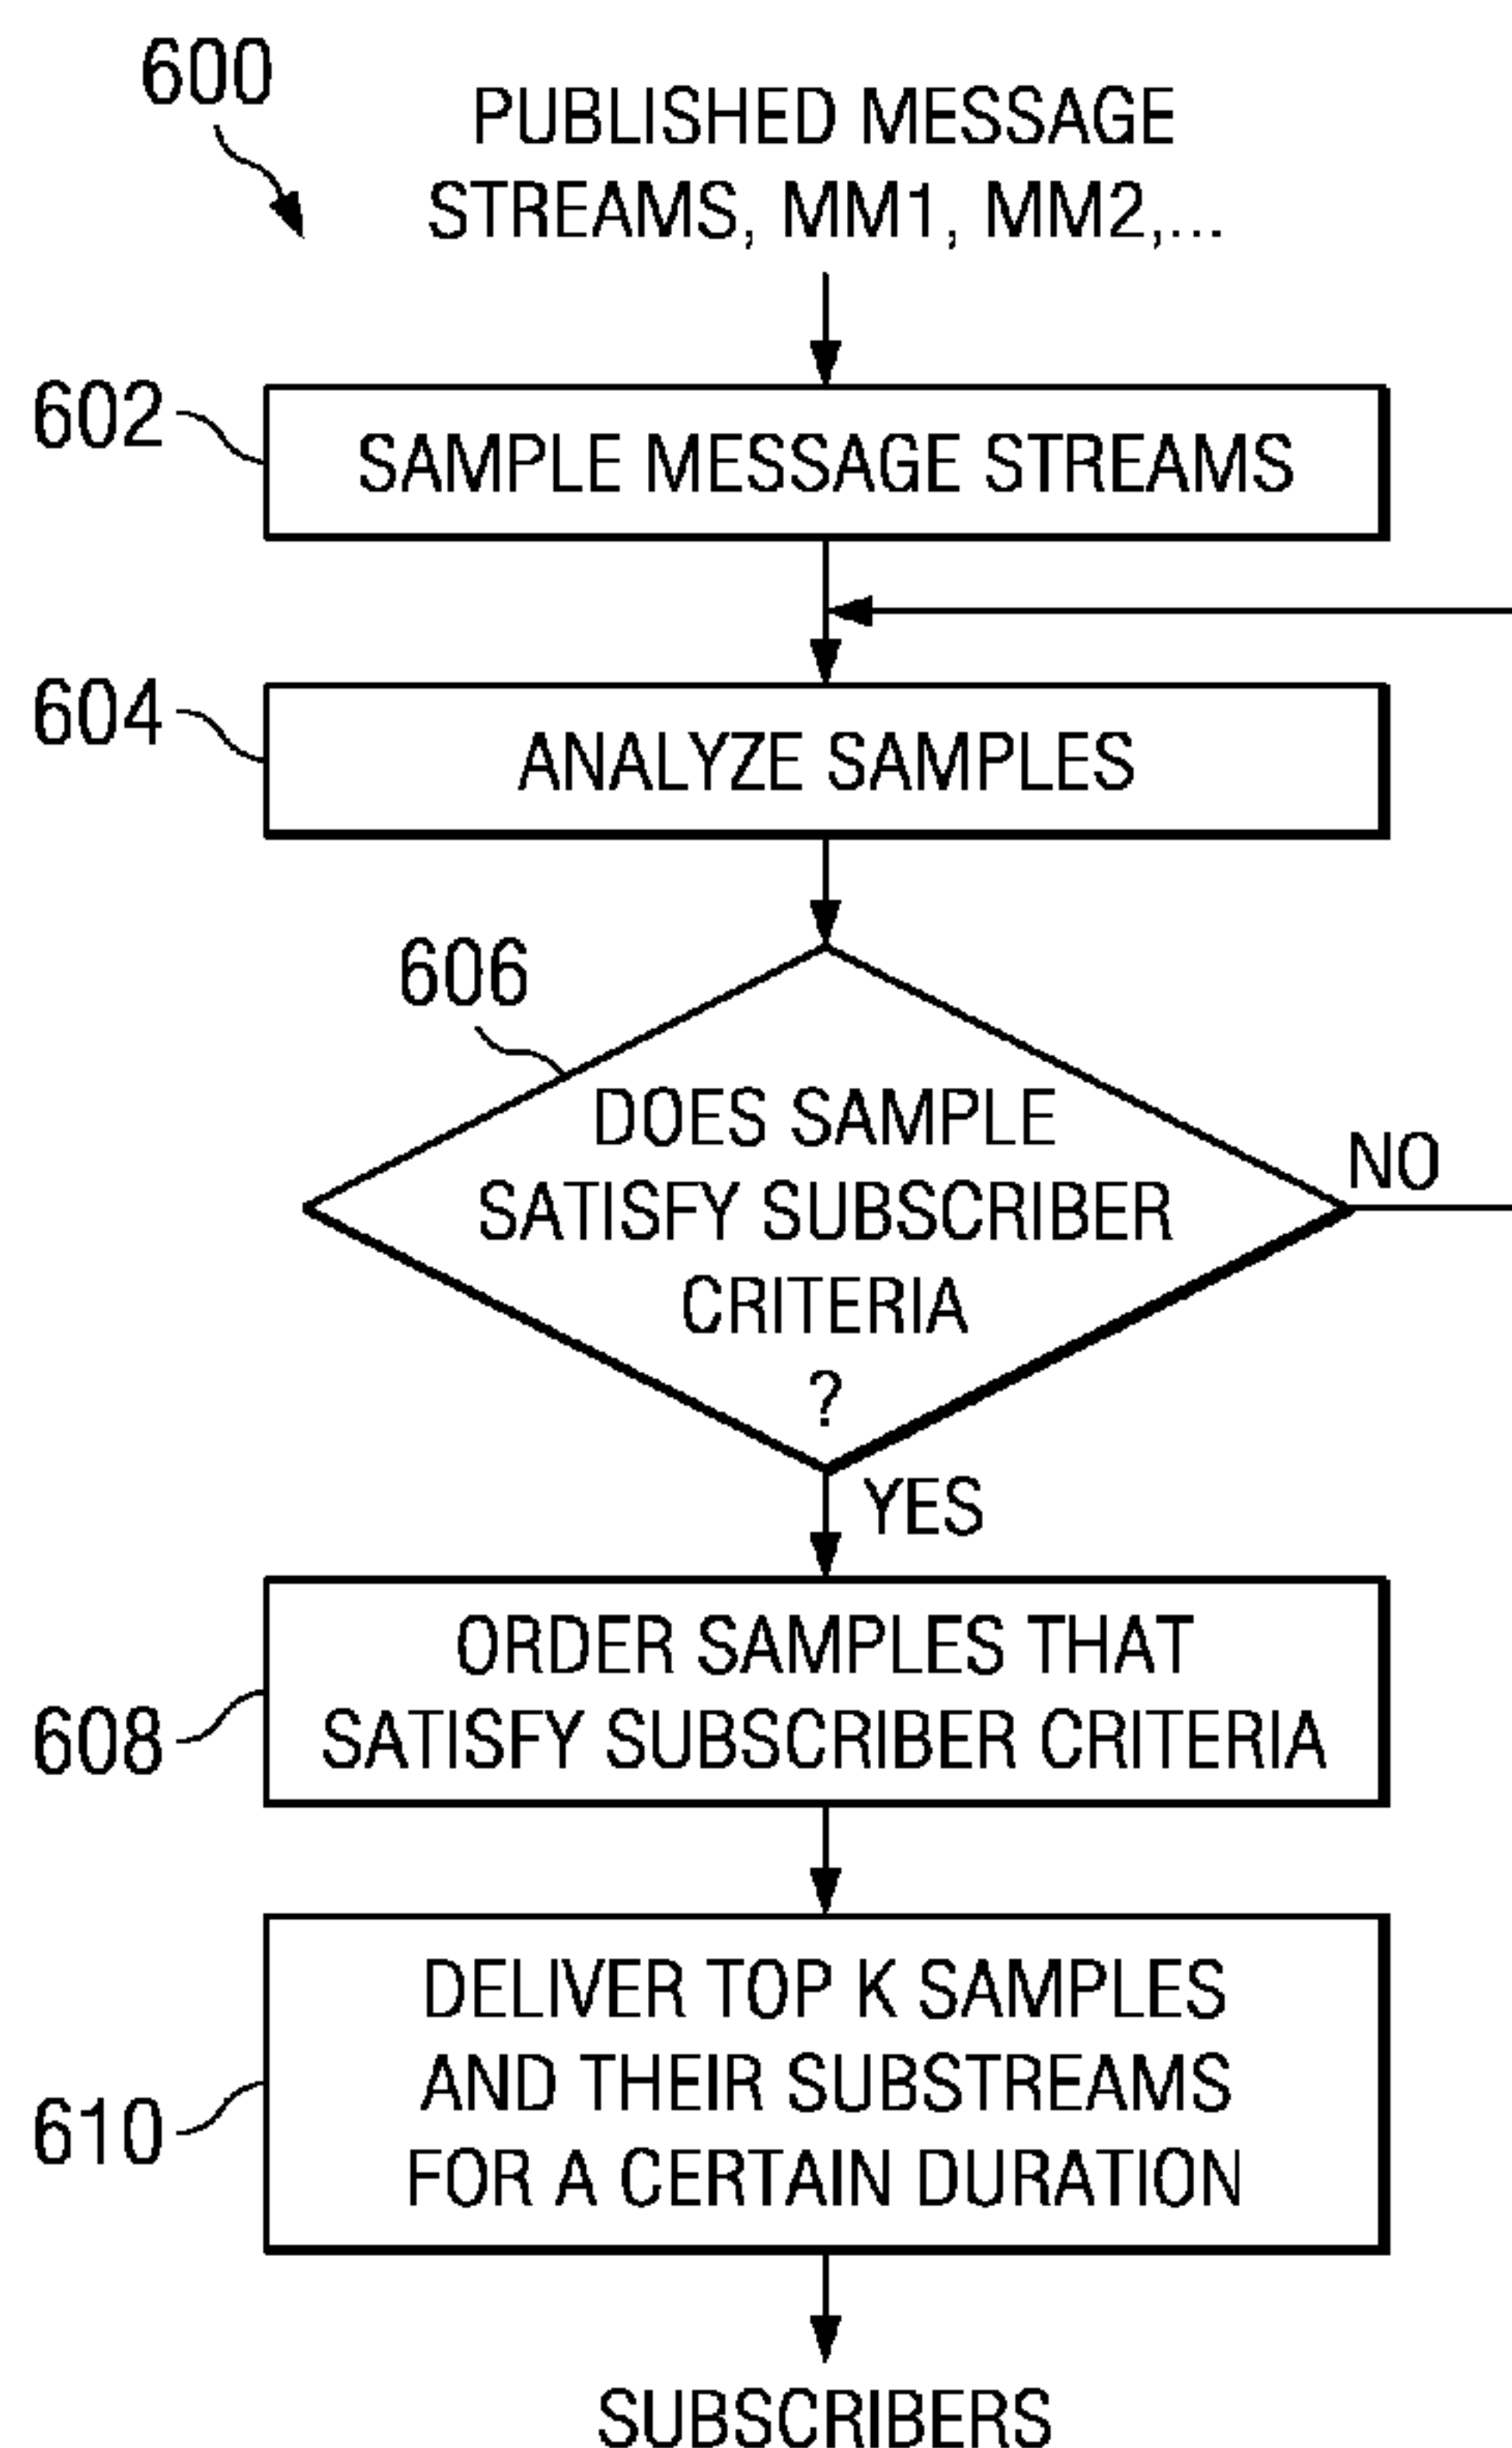 600
PUBLISHED MESSAGE
STREAMS, MM1, MM2,...
602
SAMPLE MESSAGE STREAMS
604
ANALYZE SAMPLES
606
DOES SAMPLE
SATISFY SUBSCRIBER
CRITERIA
?
NO
YES
608
ORDER SAMPLES THAT
SATISFY SUBSCRIBER CRITERIA
610
DELIVER TOP K SAMPLES
AND THEIR SUBSTREAMS
FOR A CERTAIN DURATION
SUBSCRIBERS